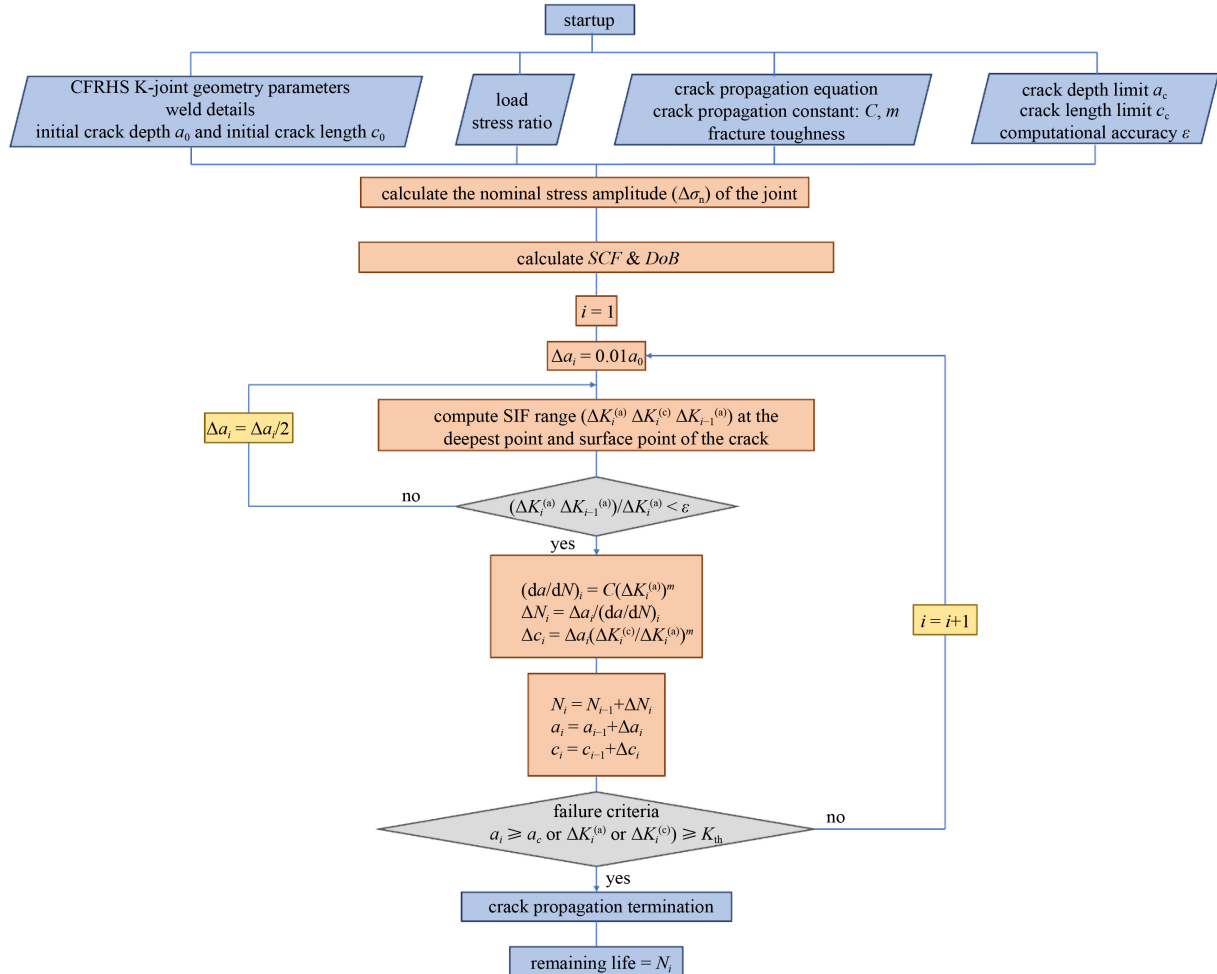 startup
CFRHS K-joint geometry parameters
weld details
initial crack depth a₀ and initial crack length c₀
load
stress ratio
crack propagation equation
crack propagation constant: C, m
fracture toughness
crack depth limit a_c
crack length limit c_c
computational accuracy ε
calculate the nominal stress amplitude (Δσₙ) of the joint
calculate SCF & DoB
i = 1
Δaᵢ = 0.01a₀
compute SIF range (ΔKᵢ⁽ᵃ⁾ ΔKᵢ⁽ᶜ⁾ ΔKᵢ₋₁⁽ᵃ⁾) at the
deepest point and surface point of the crack
Δaᵢ = Δaᵢ/2
no
(ΔKᵢ⁽ᵃ⁾ ΔKᵢ₋₁⁽ᵃ⁾)/ΔKᵢ⁽ᵃ⁾ < ε
yes
(da/dN)ᵢ = C(ΔKᵢ⁽ᵃ⁾)ᵐ
ΔNᵢ = Δaᵢ/(da/dN)ᵢ
Δcᵢ = Δaᵢ(ΔKᵢ⁽ᶜ⁾/ΔKᵢ⁽ᵃ⁾)ᵐ
i = i+1
Nᵢ = Nᵢ₋₁+ΔNᵢ
aᵢ = aᵢ₋₁+Δaᵢ
cᵢ = cᵢ₋₁+Δcᵢ
failure criteria
aᵢ ⩾ a_c or ΔKᵢ⁽ᵃ⁾ or ΔKᵢ⁽ᶜ⁾) ⩾ K_th
no
yes
crack propagation termination
remaining life = Nᵢ